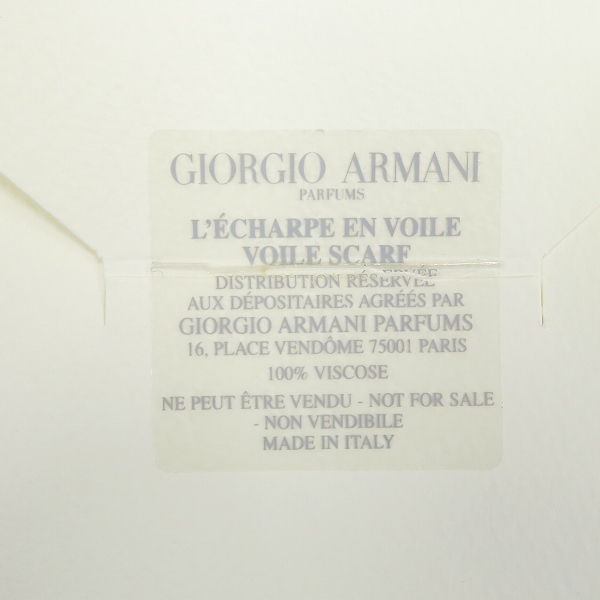 GIORGIO ARMANI
PARFUMS
L'ÉCHARPE EN VOILE
VOILE SCARF
DISTRIBUTION RÉSERVÉE
AUX DÉPOSITAIRES AGRÉÉS PAR
GIORGIO ARMANI PARFUMS
16, PLACE VENDÔME 75001 PARIS
100% VISCOSE
NE PEUT ÊTRE VENDU - NOT FOR SALE
- NON VENDIBILE
MADE IN ITALY